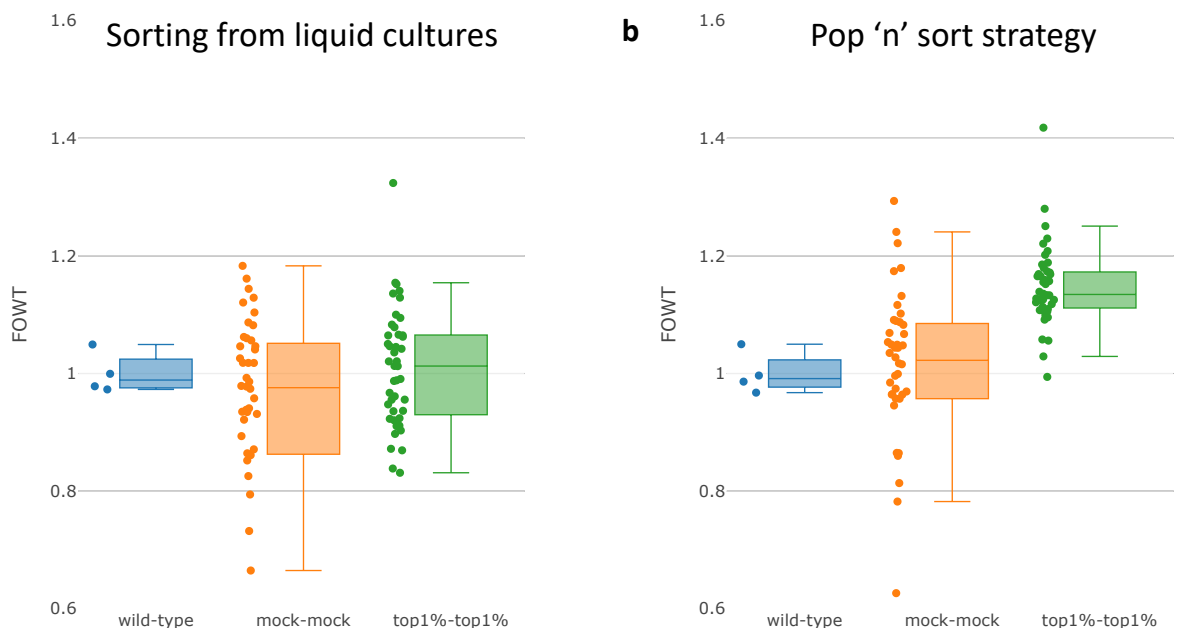 Sorting from liquid cultures
1.6
1.4
1.2
1
0.8
0.6
FOWT
wild-type
mock-mock
top1%-top1%
b
Pop ‘n’ sort strategy
1.6
1.4
1.2
1
0.8
0.6
FOWT
wild-type
mock-mock
top1%-top1%